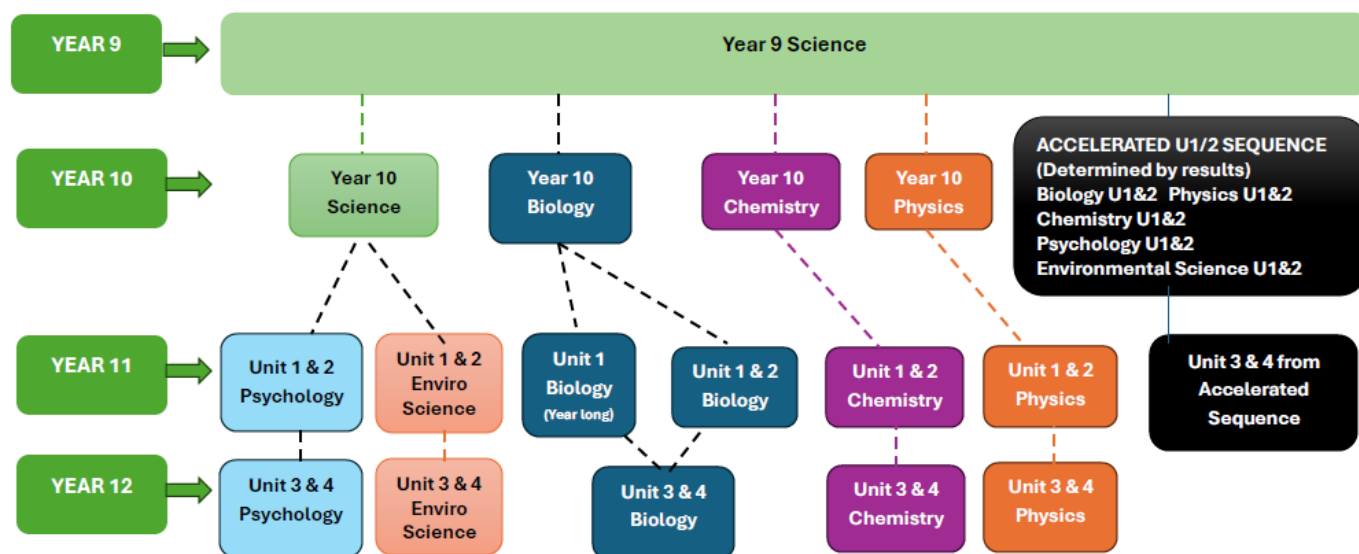 YEAR 9
Year 9 Science
YEAR 10
Year 10
Science
Year 10
Biology
Year 10
Chemistry
Year 10
Physics
ACCELERATED U1/2 SEQUENCE
(Determined by results)
Biology U1&2 Physics U1&2
Chemistry U1&2
Psychology U1&2
Environmental Science U1&2
YEAR 11
Unit 1 & 2
Psychology
Unit 1 & 2
Enviro
Science
Unit 1
Biology
(Year long)
Unit 1 & 2
Biology
Unit 1 & 2
Chemistry
Unit 1 & 2
Physics
Unit 3 & 4 from
Accelerated
Sequence
YEAR 12
Unit 3 & 4
Psychology
Unit 3 & 4
Enviro
Science
Unit 3 & 4
Biology
Unit 3 & 4
Chemistry
Unit 3 & 4
Physics